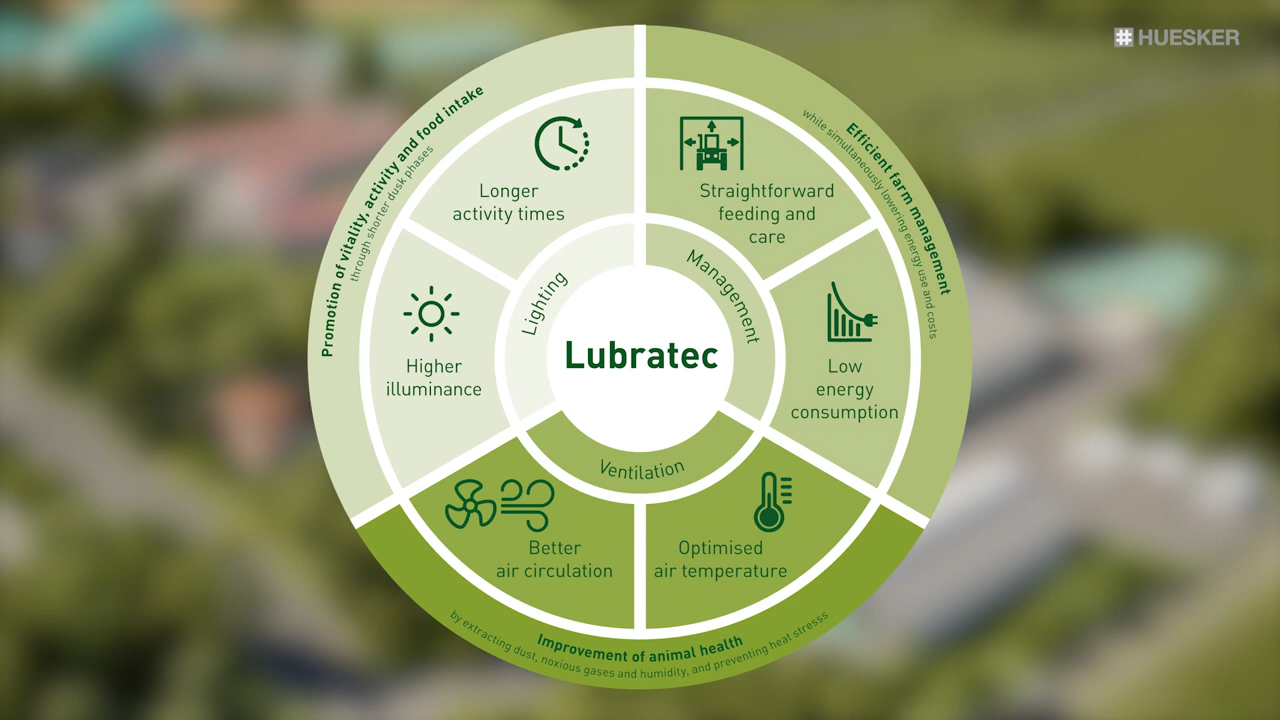 HUESKER
Promotion of vitality, activity and food intake
through shorter dusk phases
Efficient farm management
while simultaneously lowering energy use and costs
Longer
activity times
Straightforward
feeding and
care
Lighting
Management
Higher
illuminance
Lubratec
Low
energy
consumption
Ventilation
Better
air circulation
Optimised
air temperature
Improvement of animal health
by extracting dust, noxious gases and humidity, and preventing heat stresss